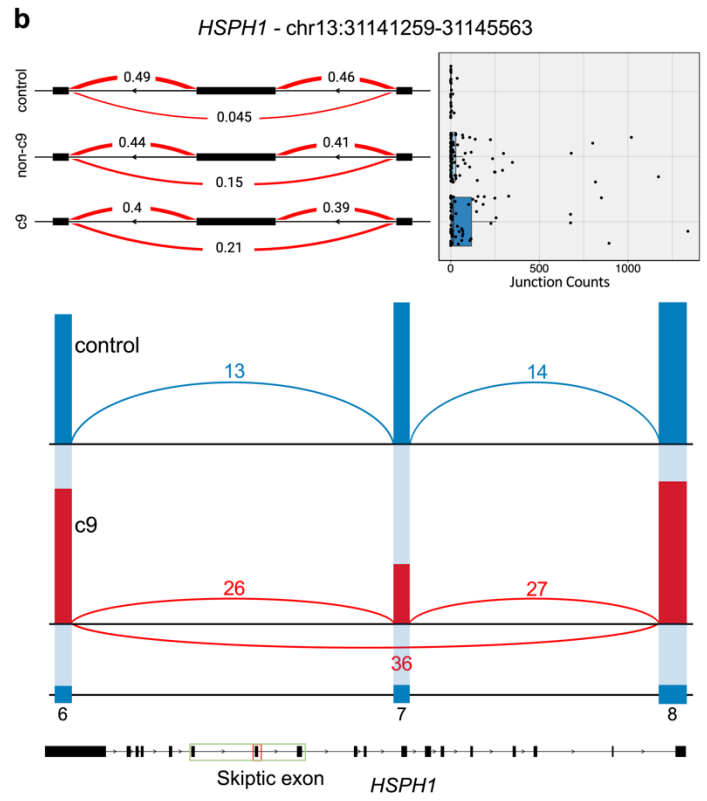 b
HSPH1 - chr13:31141259-31145563
control
0.49
0.46
0.045
non-c9
0.44
0.41
0.15
c9
0.4
0.39
0.21
0
500
1000
Junction Counts
control
13
14
c9
26
27
36
6
7
8
Skiptic exon
HSPH1